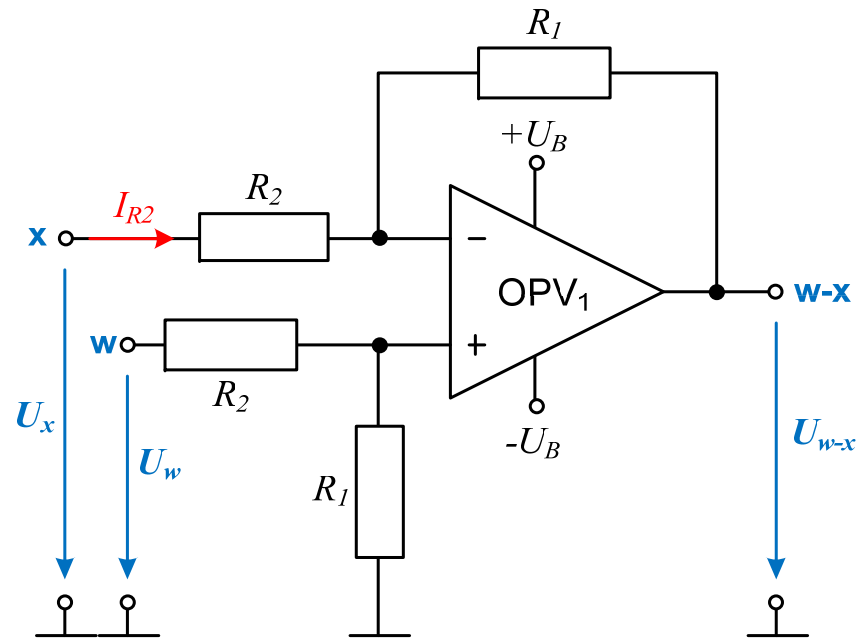 R1
+UB
R2
IR2
x
−
OPV1
w-x
w
+
R2
Ux
Uw
R1
-UB
Uw-x